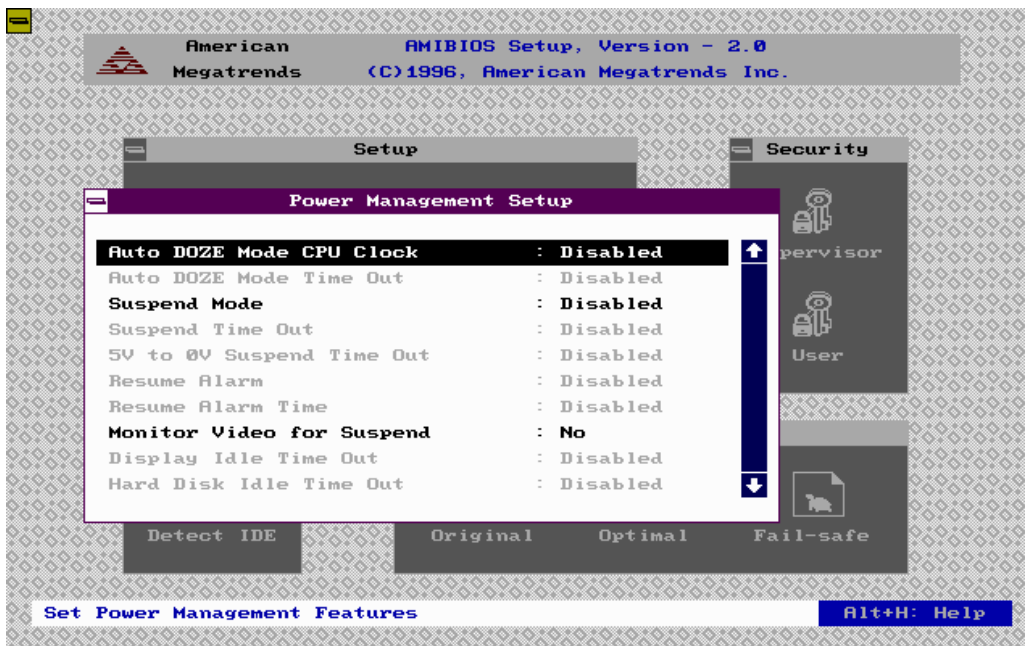 American Megatrends
AMIBIOS Setup, Version - 2.0
(C)1996, American Megatrends Inc.
Setup
Security
Power Management Setup
Auto DOZE Mode CPU Clock : Disabled
Auto DOZE Mode Time Out : Disabled
Suspend Mode : Disabled
Suspend Time Out : Disabled
5V to 0V Suspend Time Out : Disabled
Resume Alarm : Disabled
Resume Alarm Time : Disabled
Monitor Video for Suspend : No
Display Idle Time Out : Disabled
Hard Disk Idle Time Out : Disabled
pervisor
User
Detect IDE
Original
Optimal
Fail-safe
Set Power Management Features
Alt+H: Help